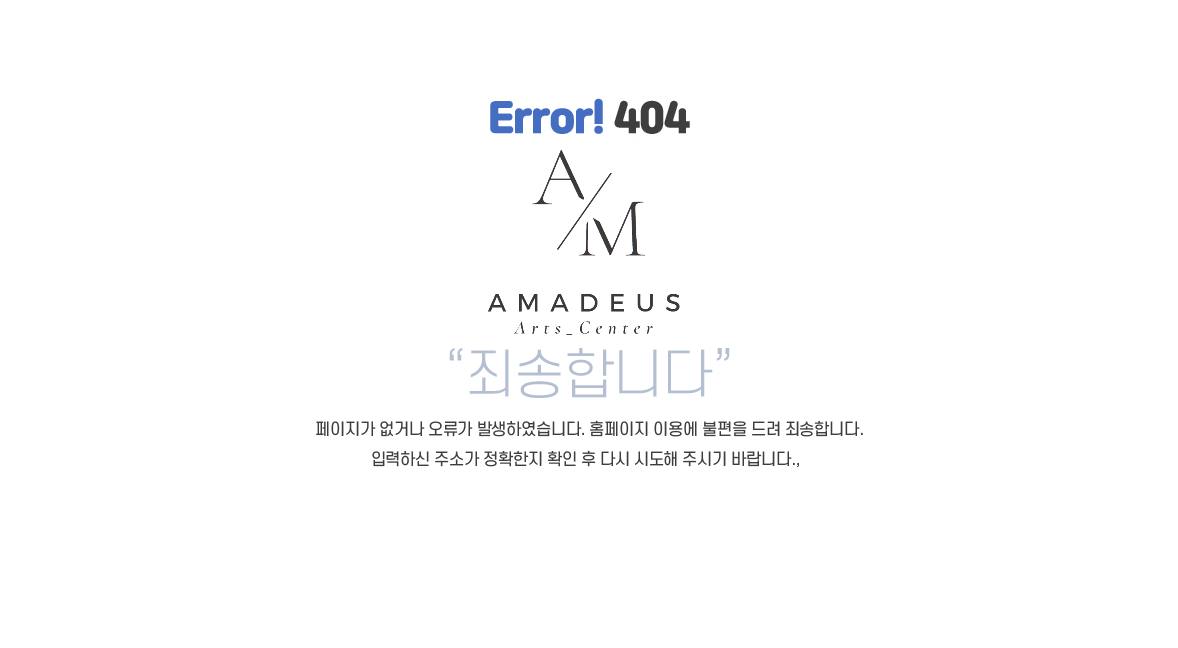 Error! 404
A/M
AMADEUS
Arts_Center
“죄송합니다”
페이지가 없거나 오류가 발생하였습니다. 홈페이지 이용에 불편을 드려 죄송합니다.
입력하신 주소가 정확한지 확인 후 다시 시도해 주시기 바랍니다.,